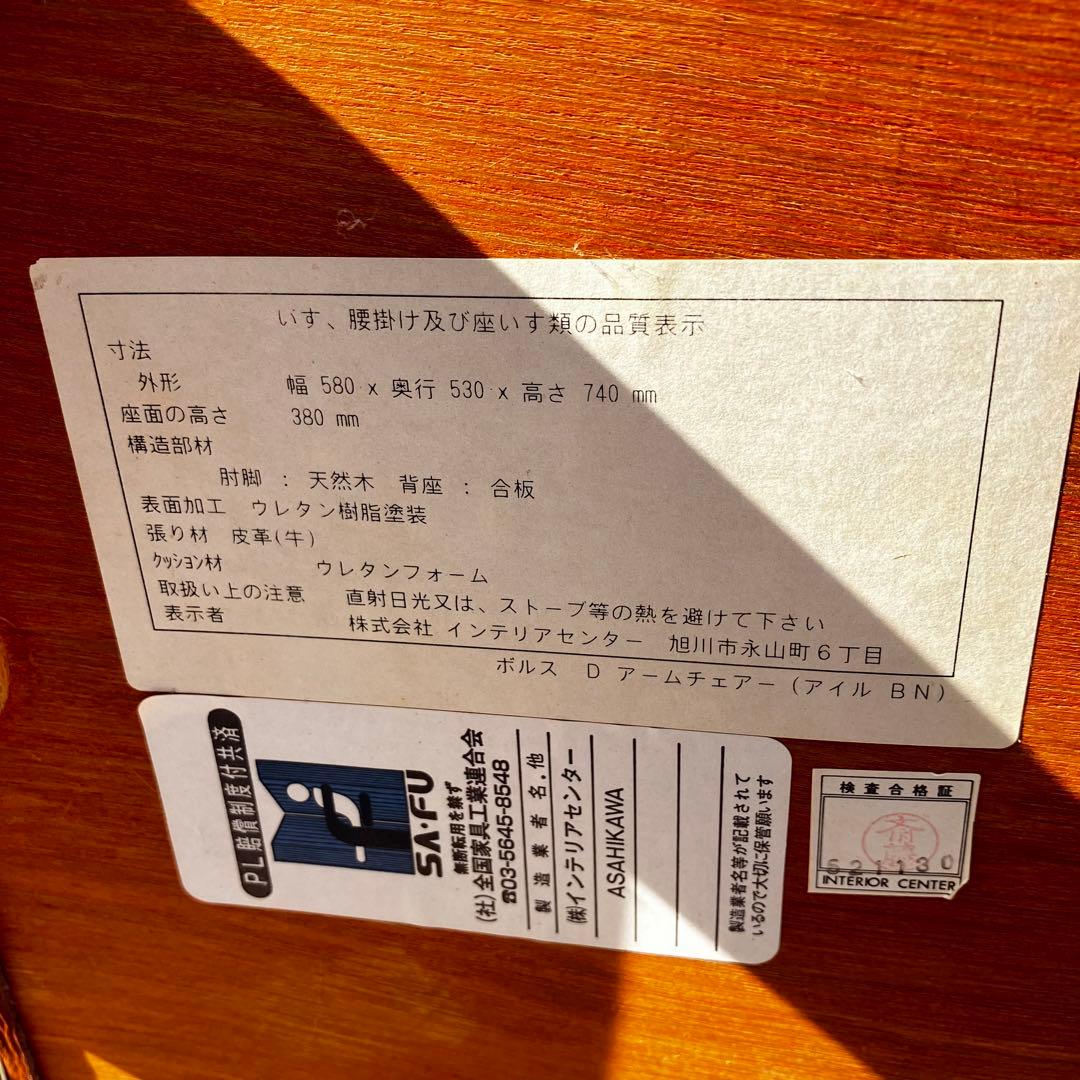 いす、腰掛け及び座いす類の品質表示
寸法
外形 幅 580 x 奥行 530 x 高さ 740 mm
座面の高さ 380 mm
構造部材
肘脚 : 天然木 背座 : 合板
表面加工 ウレタン樹脂塗装
張り材 皮革(牛)
クッション材 ウレタンフォーム
取扱い上の注意 直射日光又は、ストーブ等の熱を避けて下さい
表示者 株式会社 インテリアセンター 旭川市永山町6丁目
ボルス D アームチェアー (アイル BN)
PL賠償制度付共済
SA・FU
無断転用を禁ず
(社)全国家具工業連合会
☎03-5645-8548
製造業者名.他
(株)インテリアセンター
ASAHIKAWA
製造業者名等が記載されて
いるので大切に保管願います
検査合格証
621130
INTERIOR CENTER